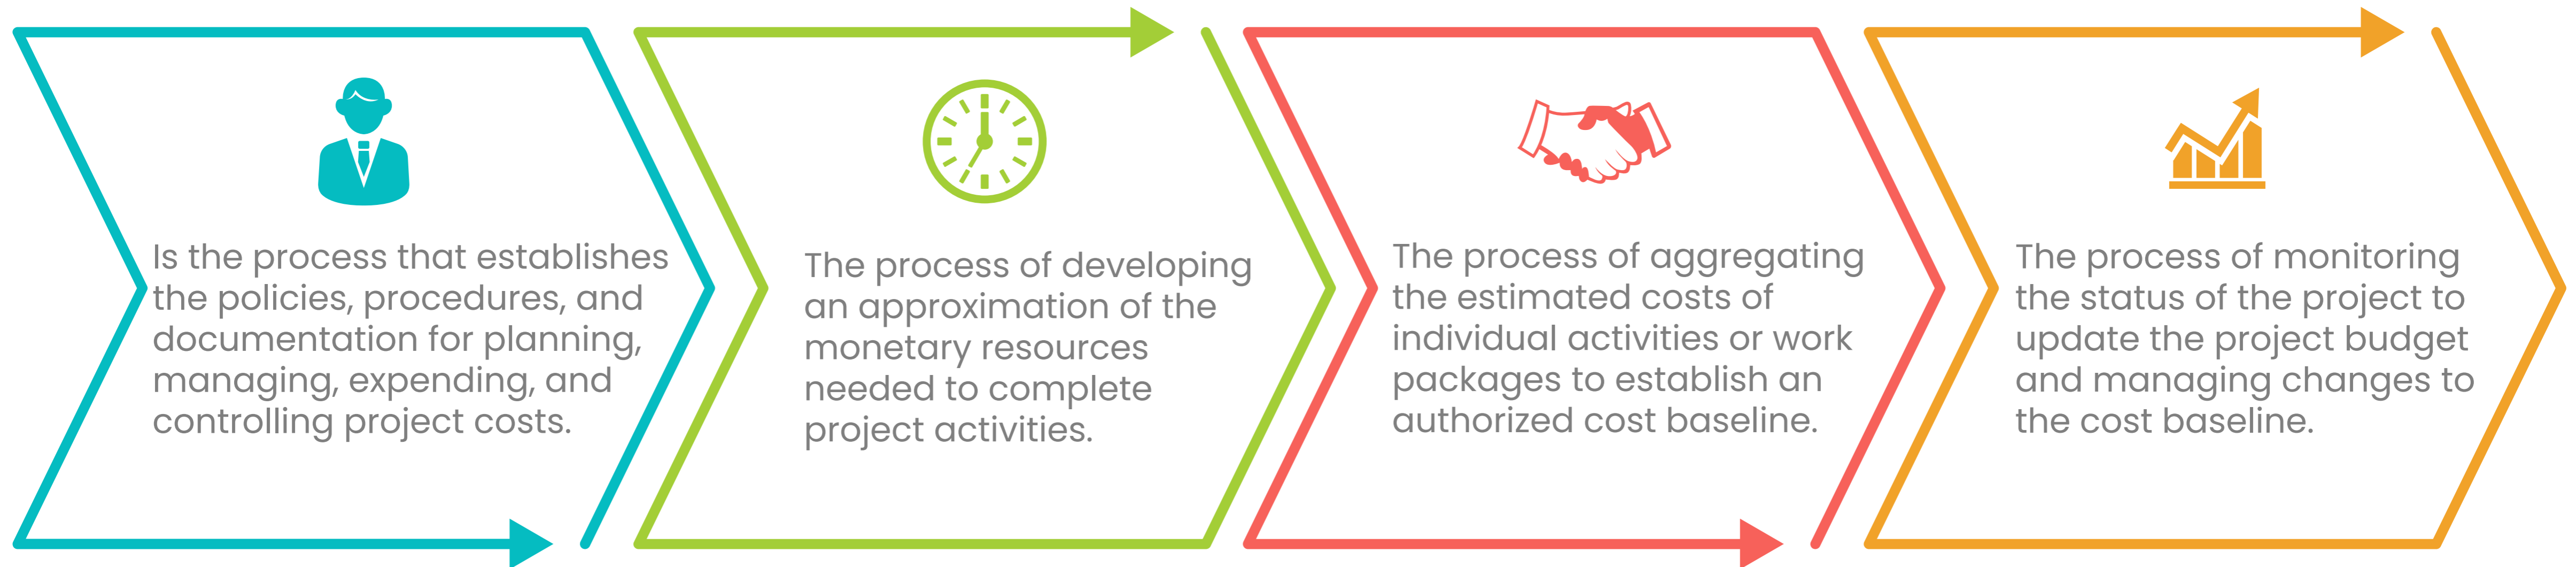 Is the process that establishes
the policies, procedures, and
documentation for planning,
managing, expending, and
controlling project costs.
The process of developing
an approximation of the
monetary resources
needed to complete
project activities.
The process of aggregating
the estimated costs of
individual activities or work
packages to establish an
authorized cost baseline.
The process of monitoring
the status of the project to
update the project budget
and managing changes to
the cost baseline.